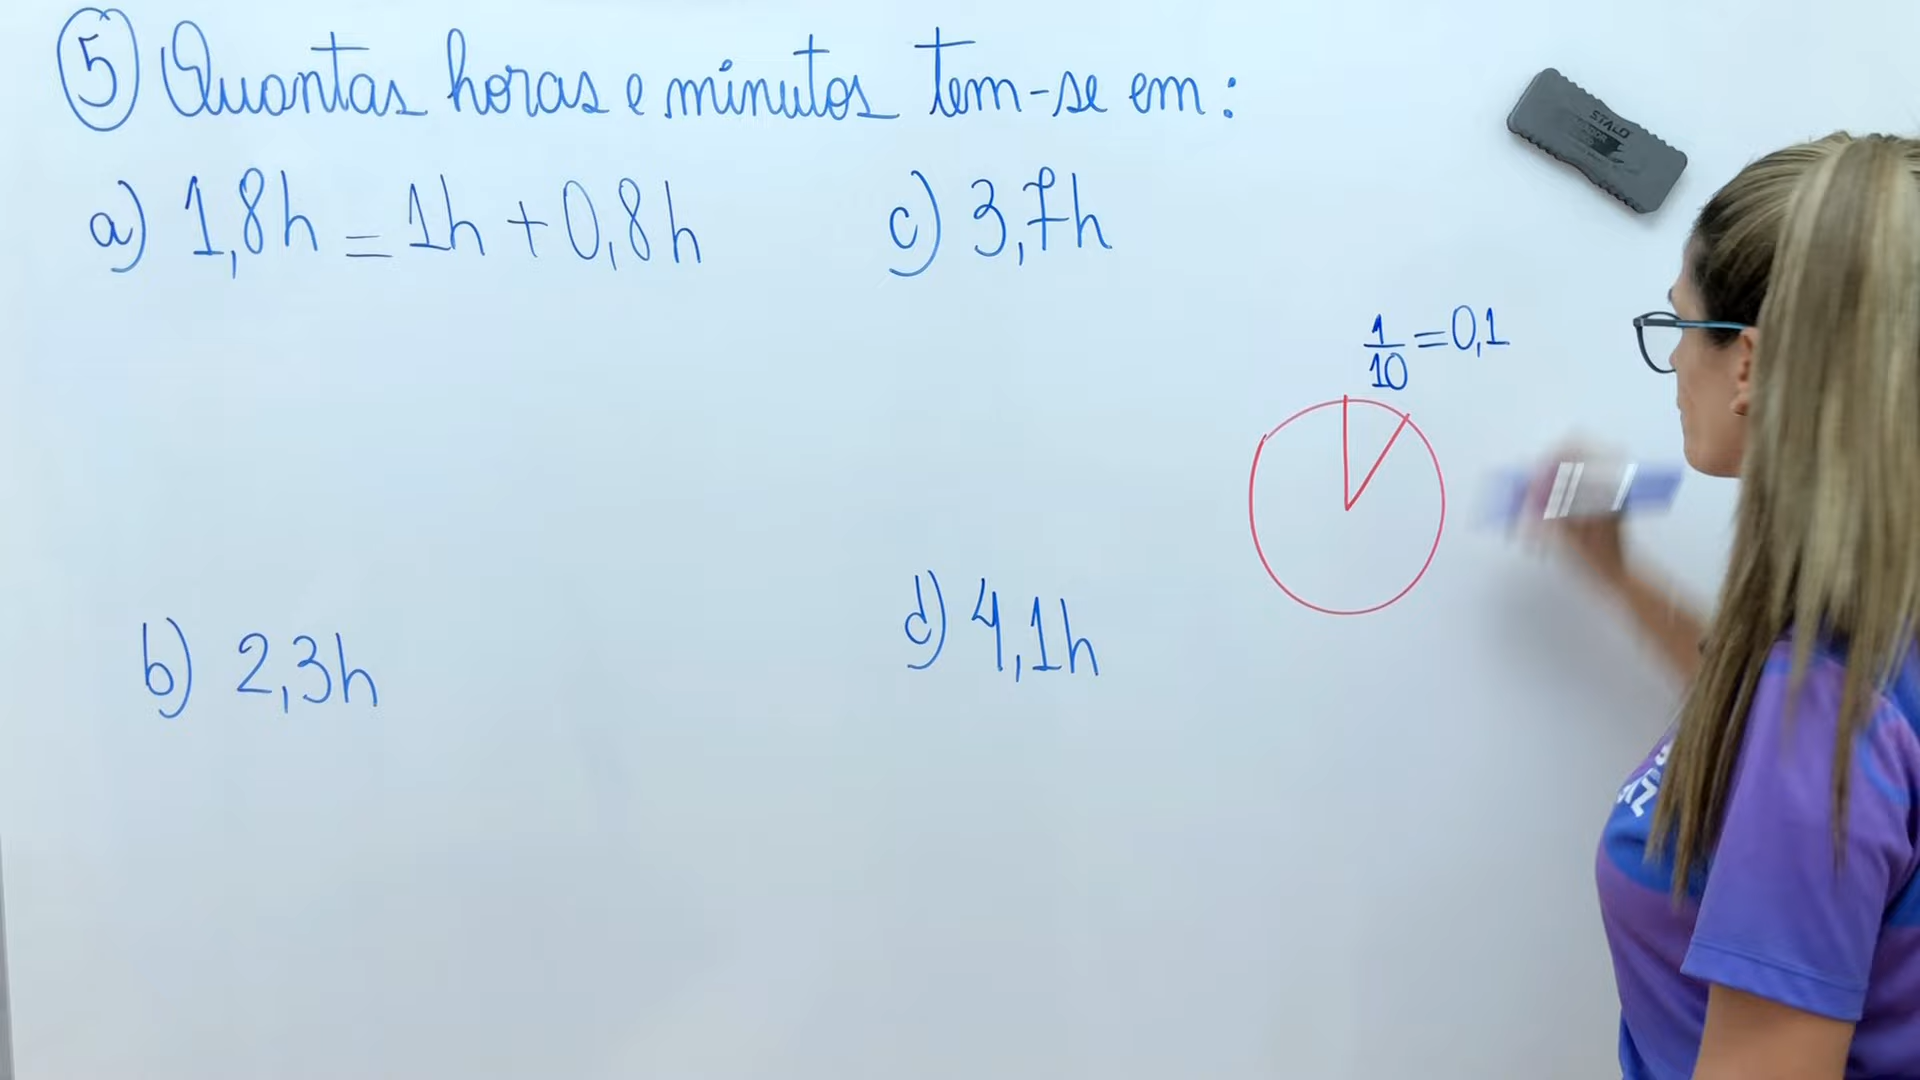 5 Quantas horas e minutos tem-se em:
a) 1,8h = 1h + 0,8h
c) 3,7h
1/10 = 0,1
b) 2,3h
d) 4,1h
STALO